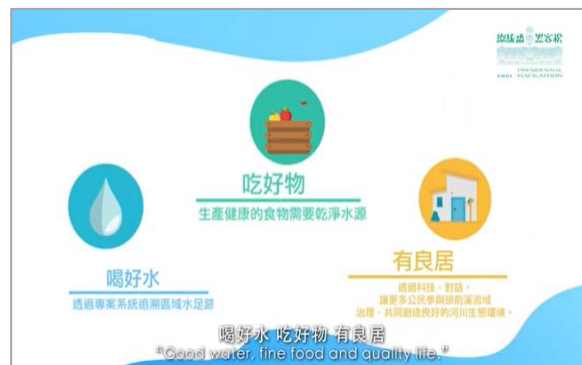 總統盃黑客松
PRESIDENTIAL
HACKATHON
吃好物
生產健康的食物需要乾淨水源
喝好水
透過專案系統追溯區域水足跡
有良居
透過科技、對話,
讓更多公民參與頭前溪流域
治理、共同創造良好的河川生態環境。
喝好水 吃好物 有良居
“Good water, fine food and quality life.”